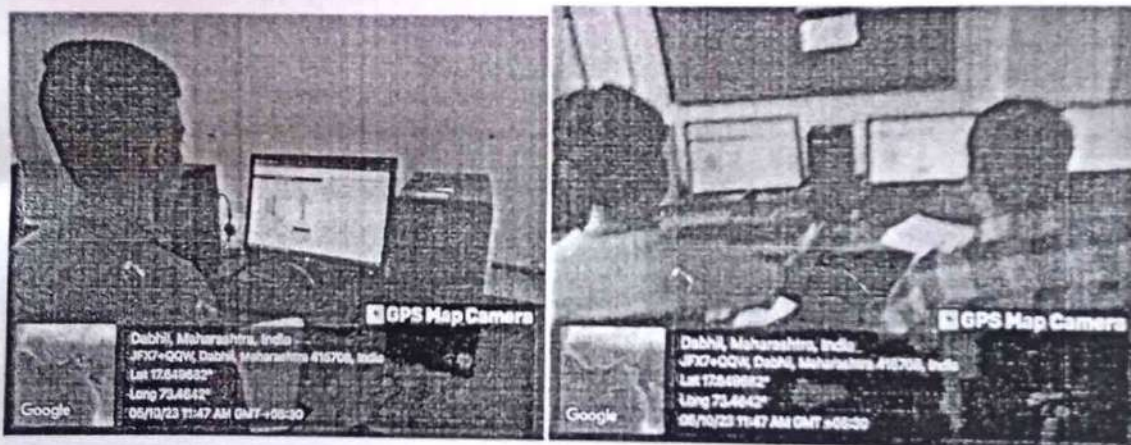 GPS Map Camera
Dabhil, Maharashtra, India
JFX7+QQW, Dabhil, Maharashtra 415708, India
Lat 17.649682°
Long 73.4642°
05/10/23 11:47 AM GMT +05:30
Google
GPS Map Camera
Dabhil, Maharashtra, India
JFX7+QQW, Dabhil, Maharashtra 415708, India
Lat 17.649682°
Long 73.4642°
05/10/23 11:47 AM GMT +05:30
Google